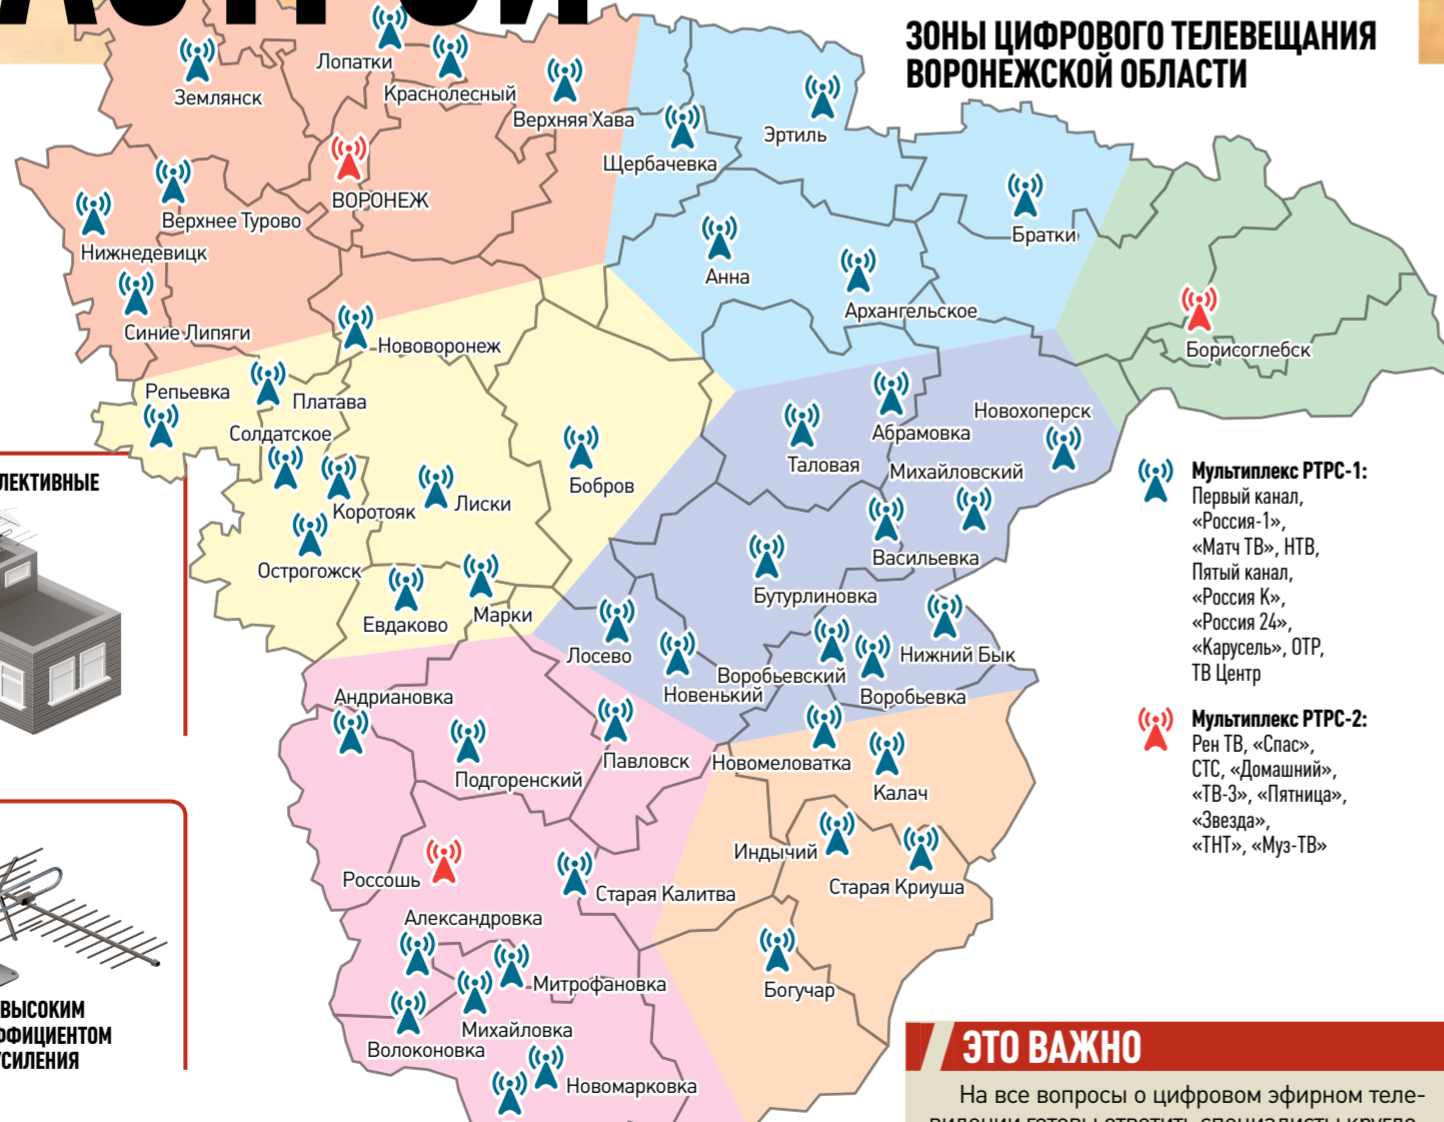 ЗОНЫ ЦИФРОВОГО ТЕЛЕВЕЩАНИЯ
ВОРОНЕЖСКОЙ ОБЛАСТИ
Лопатки
Землянск
Краснолесный
Верхняя Хава
Эртиль
Щербачевка
ВОРОНЕЖ
Верхнее Турово
Братки
Нижнедевицк
Анна
Архангельское
Синие Липяги
Нововоронеж
Борисоглебск
Репьевка
Платава
Новохоперск
Солдатское
Абрамовка
Таловая
Михайловский
Бобров
Лиски
Коротояк
Васильевка
Острогожск
Бутурлиновка
Марки
Евдаково
Лосево
Нижний Бык
Воробьевский
Новенький
Воробьевка
Андриановка
Павловск
Новомеловатка
Подгоренский
Калач
Индычий
Россошь
Старая Калитва
Старая Криуша
Александровка
Митрофановка
Богучар
Михайловка
Волоконовка
Новомарковка
Мультиплекс РТРС-1:
Первый канал,
«Россия-1»,
«Матч ТВ», НТВ,
Пятый канал,
«Россия К»,
«Россия 24»,
«Карусель», ОТР,
ТВ Центр
Мультиплекс РТРС-2:
Рен ТВ, «Спас»,
СТС, «Домашний»,
«ТВ-3», «Пятница»,
«Звезда»,
«ТНТ», «Муз-ТВ»
ЛЕКТИВНЫЕ
ВЫСОКИМ
ФФИЦИЕНТОМ
СИЛЕНИЯ
ЭТО ВАЖНО
На все вопросы о цифровом эфирном теле-